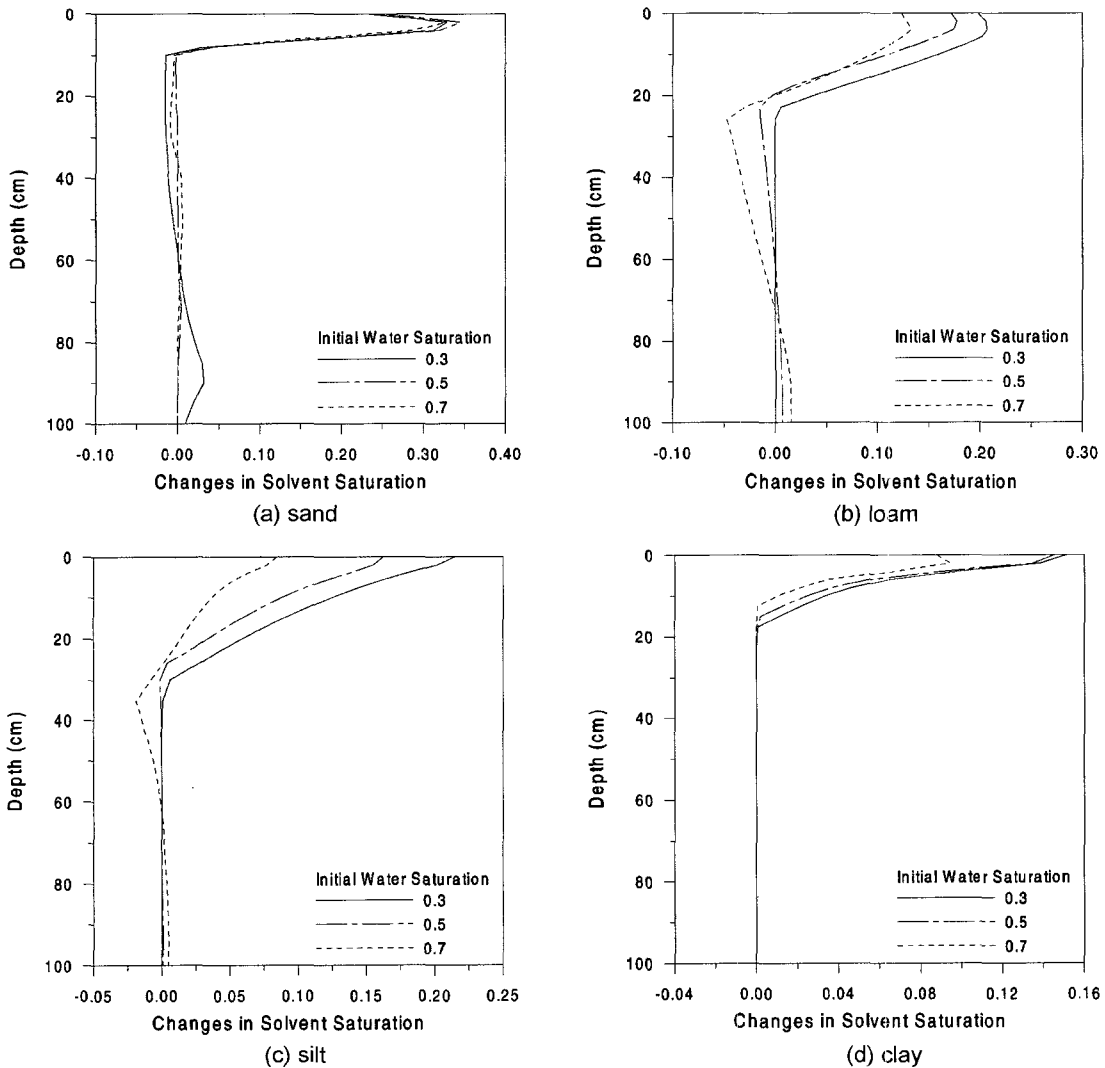 0
20
40
60
80
100
Depth (cm)
Initial Water Saturation
0.3
0.5
0.7
-0.10 0.00 0.10 0.20 0.30 0.40
Changes in Solvent Saturation
(a) sand
0
20
40
60
80
100
Depth (cm)
Initial Water Saturation
0.3
0.5
0.7
-0.10 0.00 0.10 0.20 0.30
Changes in Solvent Saturation
(b) loam
0
20
40
60
80
100
Depth (cm)
Initial Water Saturation
0.3
0.5
0.7
-0.05 0.00 0.05 0.10 0.15 0.20 0.25
Changes in Solvent Saturation
(c) silt
0
20
40
60
80
100
Depth (cm)
Initial Water Saturation
0.3
0.5
0.7
-0.04 0.00 0.04 0.08 0.12 0.16
Changes in Solvent Saturation
(d) clay